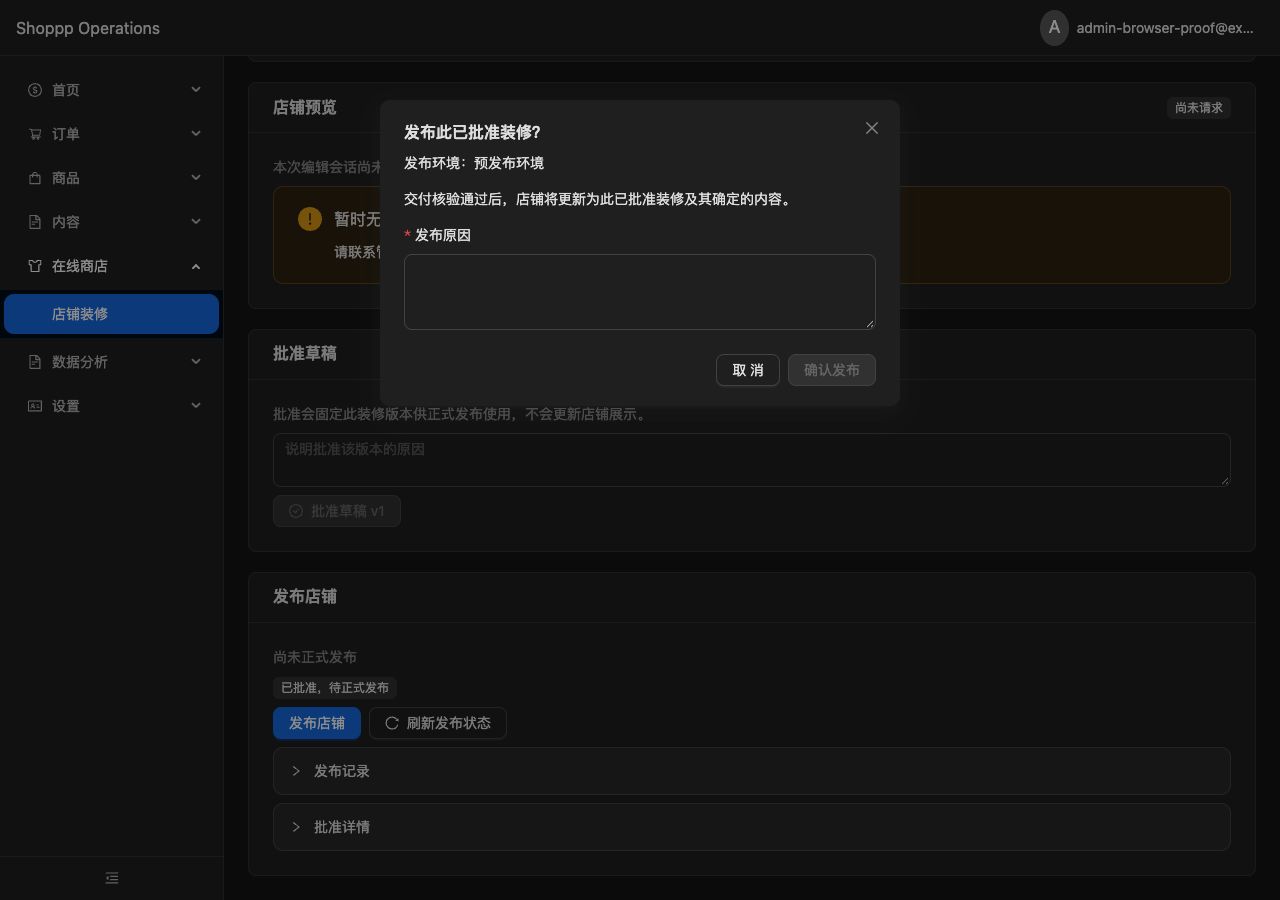 Shoppp Operations
A
admin-browser-proof@ex...
首页
订单
商品
内容
在线商店
店铺装修
数据分析
设置
店铺预览
尚未请求
本次编辑会话尚未
暂时无
请联系管
发布此已批准装修?
发布环境：预发布环境
交付核验通过后，店铺将更新为此已批准装修及其确定的内容。
* 发布原因
取 消
确认发布
批准草稿
批准会固定此装修版本供正式发布使用，不会更新店铺展示。
说明批准该版本的原因
批准草稿 v1
发布店铺
尚未正式发布
已批准，待正式发布
发布店铺
刷新发布状态
发布记录
批准详情